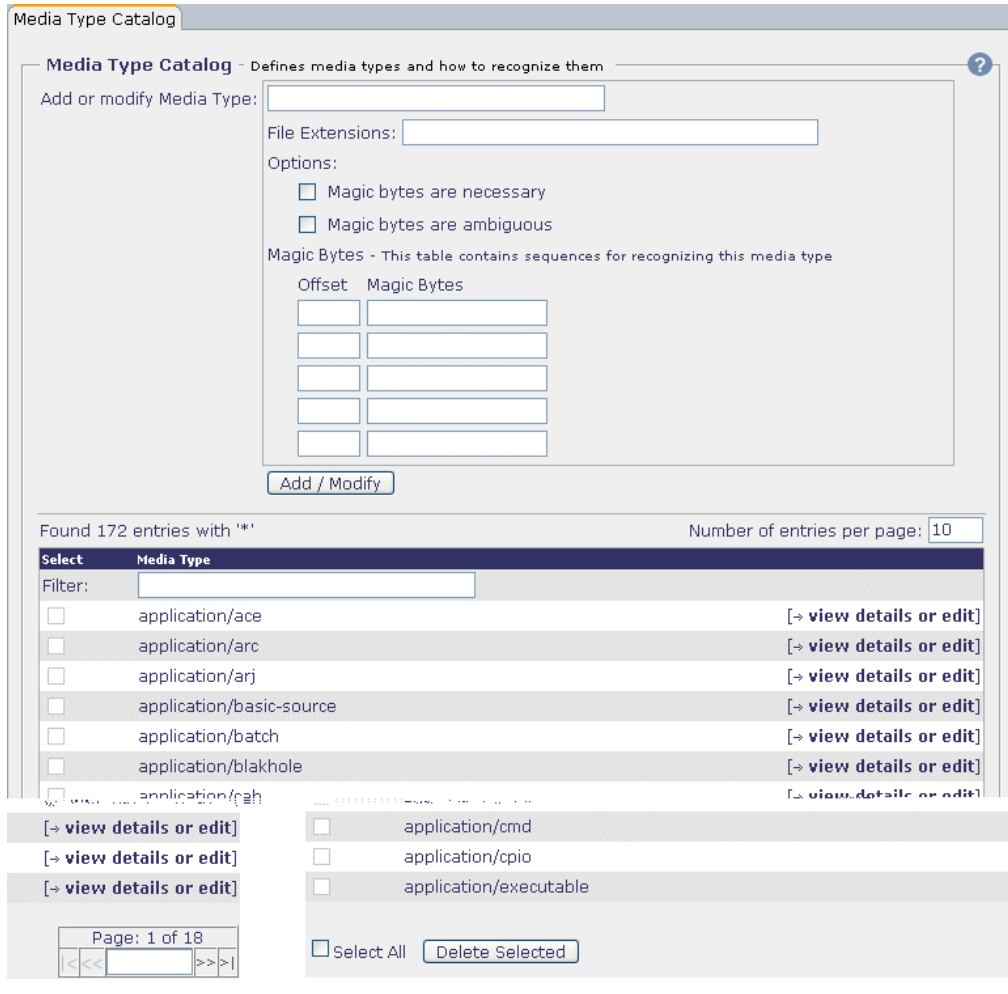 Media Type Catalog
Media Type Catalog - Defines media types and how to recognize them ?
Add or modify Media Type:
File Extensions:
Options:
Magic bytes are necessary
Magic bytes are ambiguous
Magic Bytes - This table contains sequences for recognizing this media type
Offset Magic Bytes
Add / Modify
Found 172 entries with '*' Number of entries per page: 10
Select Media Type
Filter:
application/ace [→ view details or edit]
application/arc [→ view details or edit]
application/arj [→ view details or edit]
application/basic-source [→ view details or edit]
application/batch [→ view details or edit]
application/blakhole [→ view details or edit]
[→ view details or edit] application/cmd
[→ view details or edit] application/cpio
[→ view details or edit] application/executable
Page: 1 of 18
|< << >> >|
Select All Delete Selected